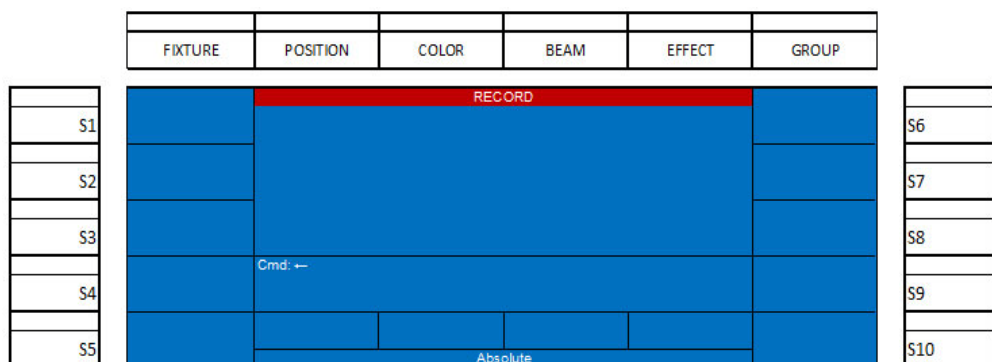 FIXTURE POSITION COLOR BEAM EFFECT GROUP
RECORD
S1 S6
S2 S7
S3 S8
Cmd: ←
S4 S9
S5 S10
Absolute